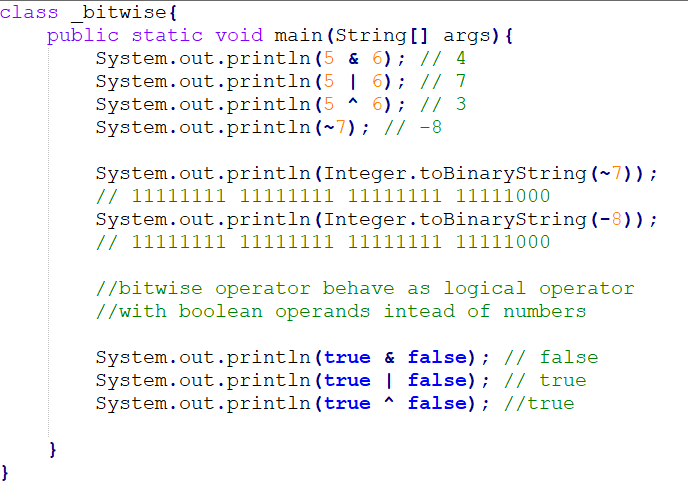 class _bitwise{
    public static void main(String[] args){
        System.out.println(5 & 6); // 4
        System.out.println(5 | 6); // 7
        System.out.println(5 ^ 6); // 3
        System.out.println(~7); // -8

        System.out.println(Integer.toBinaryString(~7));
        // 11111111 11111111 11111111 11111000
        System.out.println(Integer.toBinaryString(-8));
        // 11111111 11111111 11111111 11111000

        //bitwise operator behave as logical operator
        //with boolean operands intead of numbers

        System.out.println(true & false); // false
        System.out.println(true | false); // true
        System.out.println(true ^ false); //true

    }
}